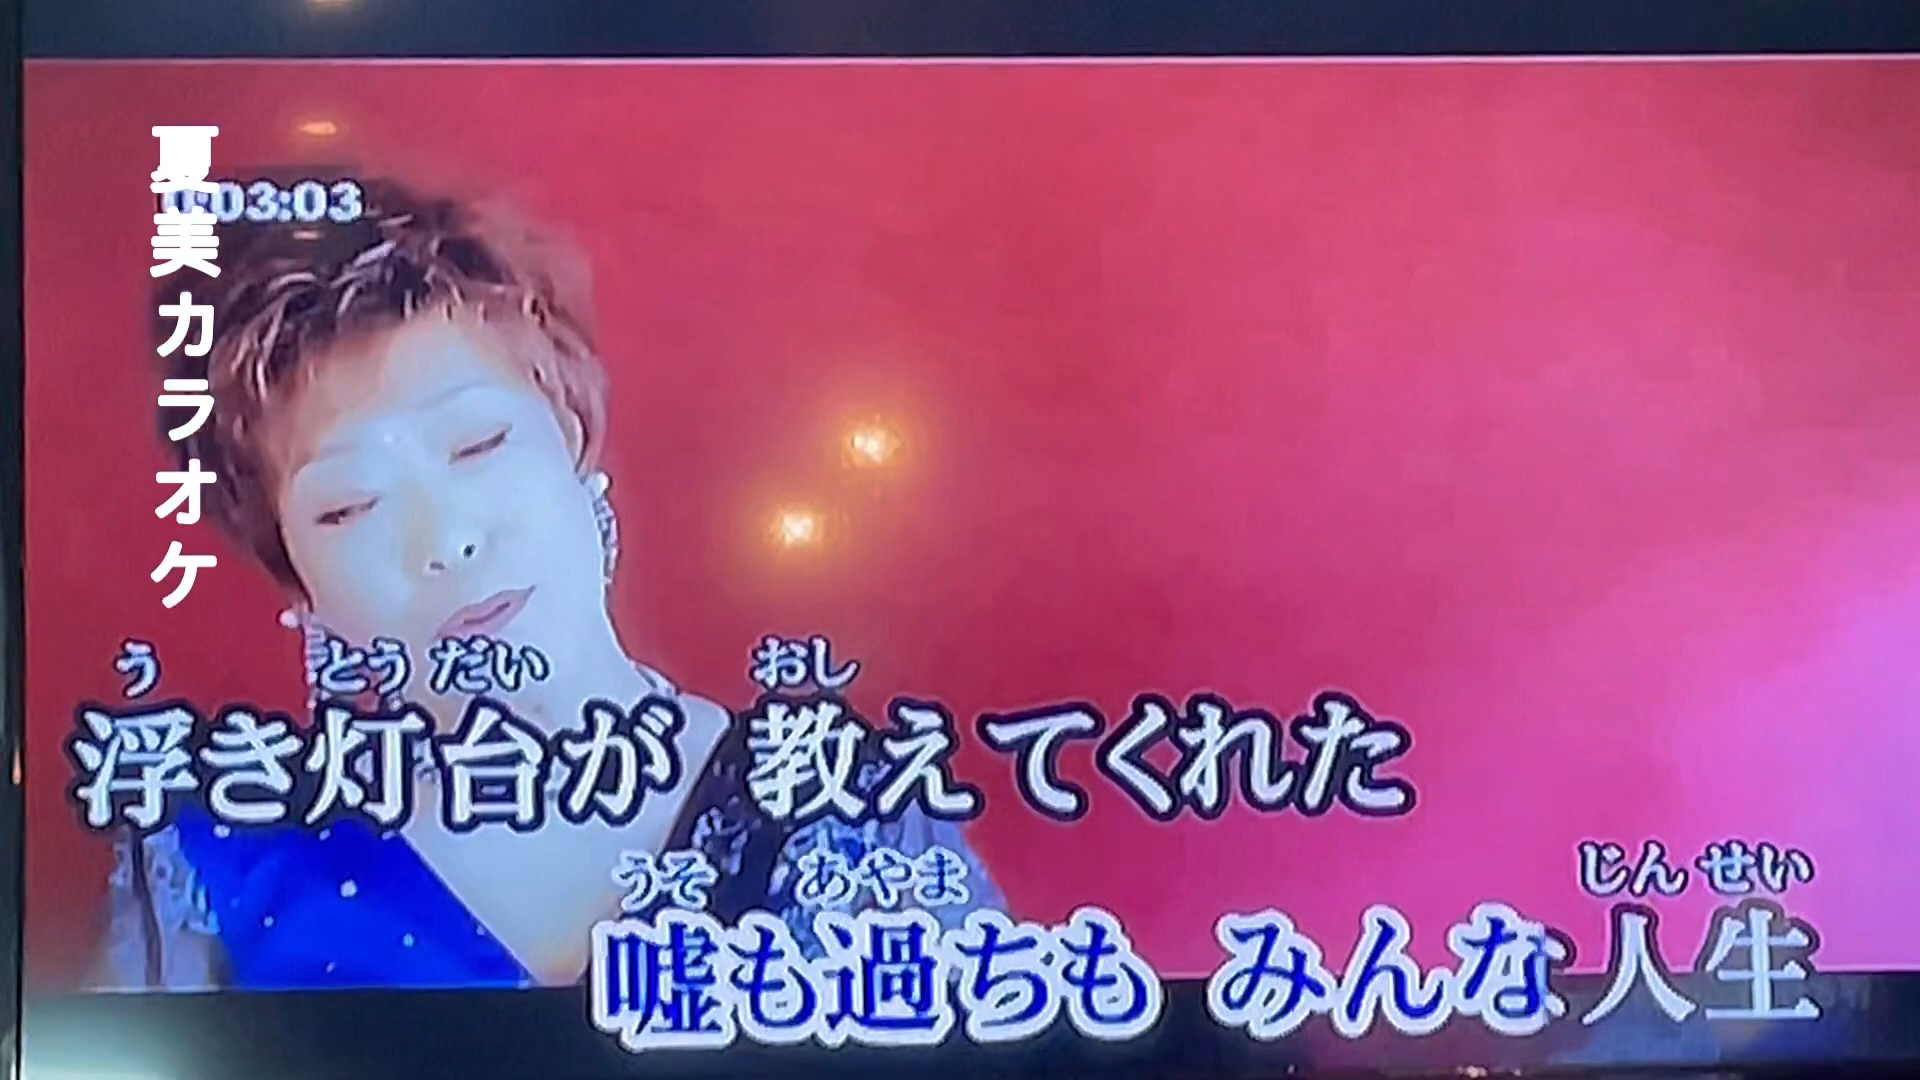 夏美カラオケ
0:03:03
う とう だい おし
浮き灯台が 教えてくれた
うそ あやま じん せい
嘘も過ちも みんな人生